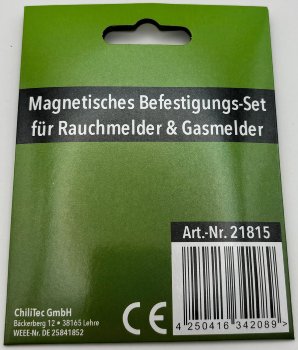 Magnetisches Befestigungs-Set
für Rauchmelder & Gasmelder
Art.-Nr. 21815
ChiliTec GmbH
Bäckerberg 12 • 38165 Lehre
WEEE-Nr. DE 25841852
CE
4 250416 342089 >